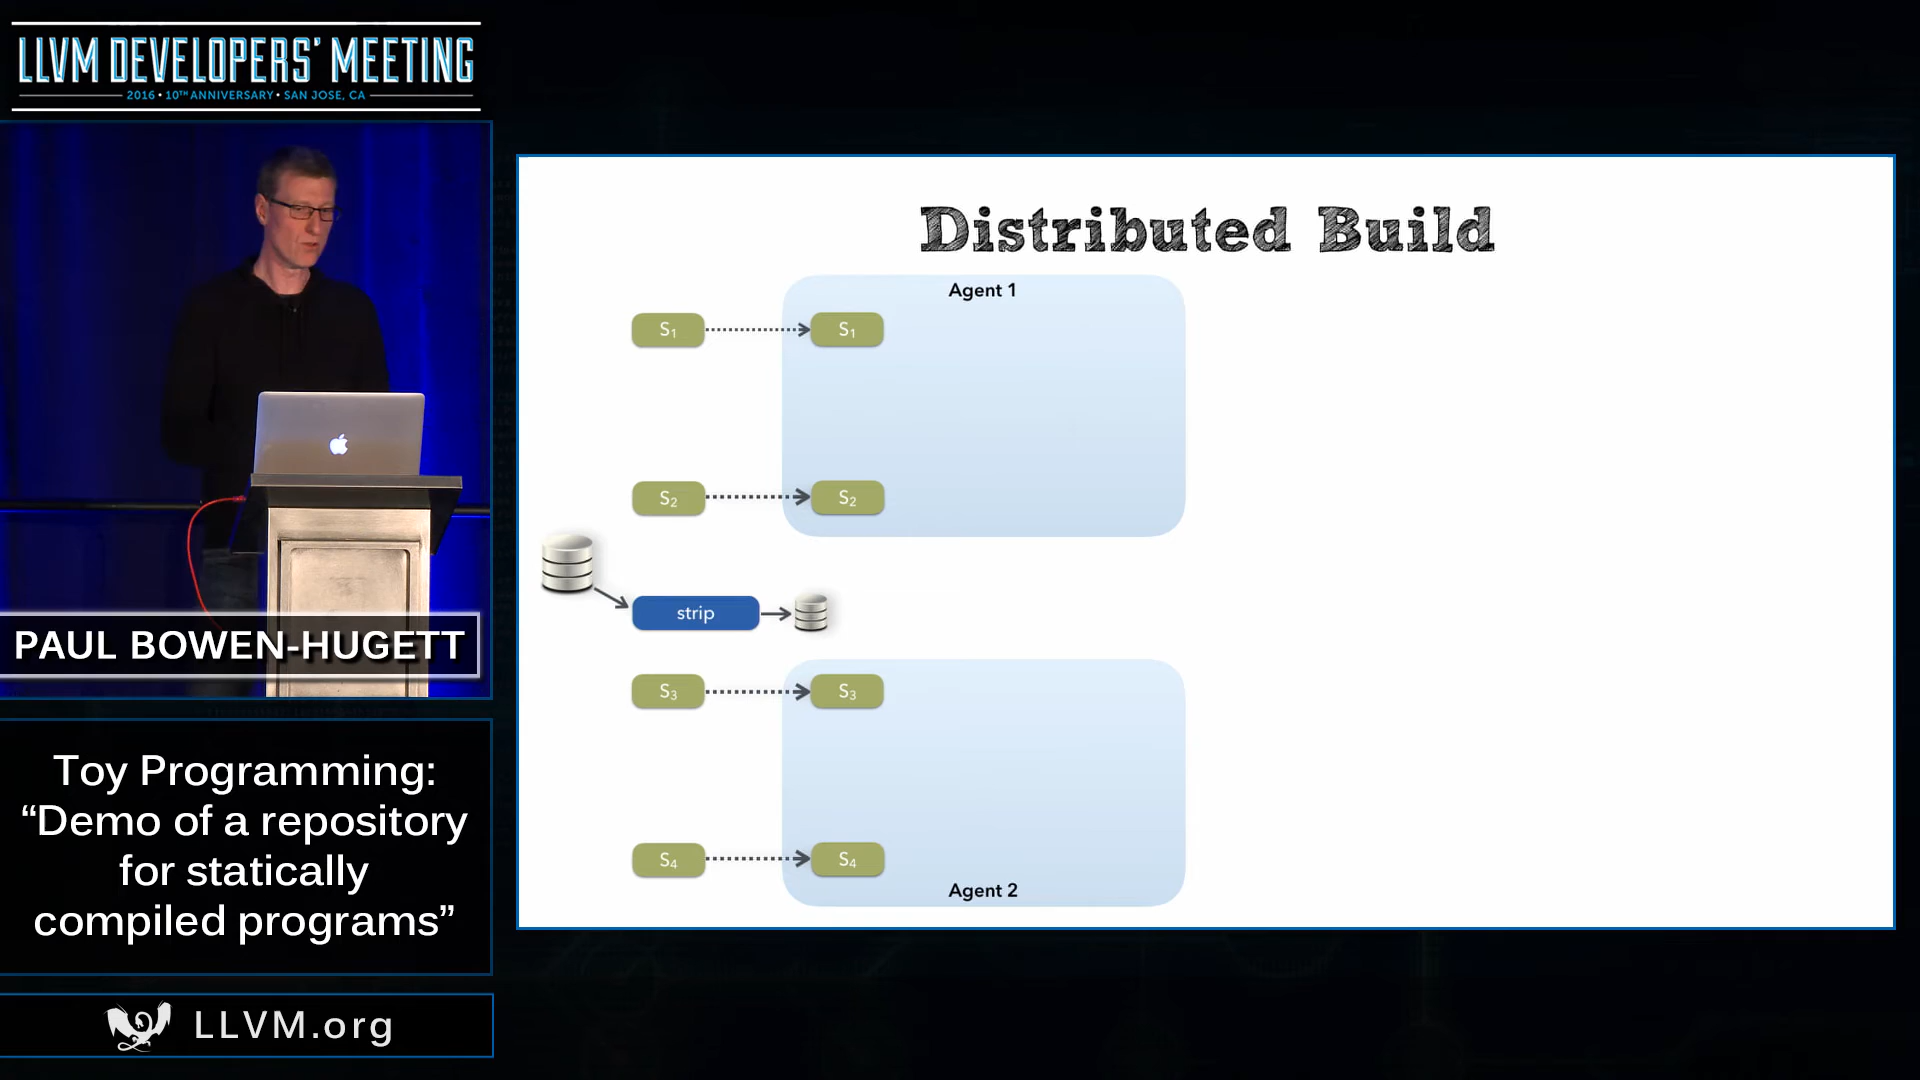 LLVM DEVELOPERS' MEETING
2016 • 10TH ANNIVERSARY • SAN JOSE, CA
PAUL BOWEN-HUGETT
Toy Programming:
“Demo of a repository
for statically
compiled programs”
LLVM.org
Distributed Build
Agent 1
S1 S1
S2 S2
strip
S3 S3
S4 S4
Agent 2